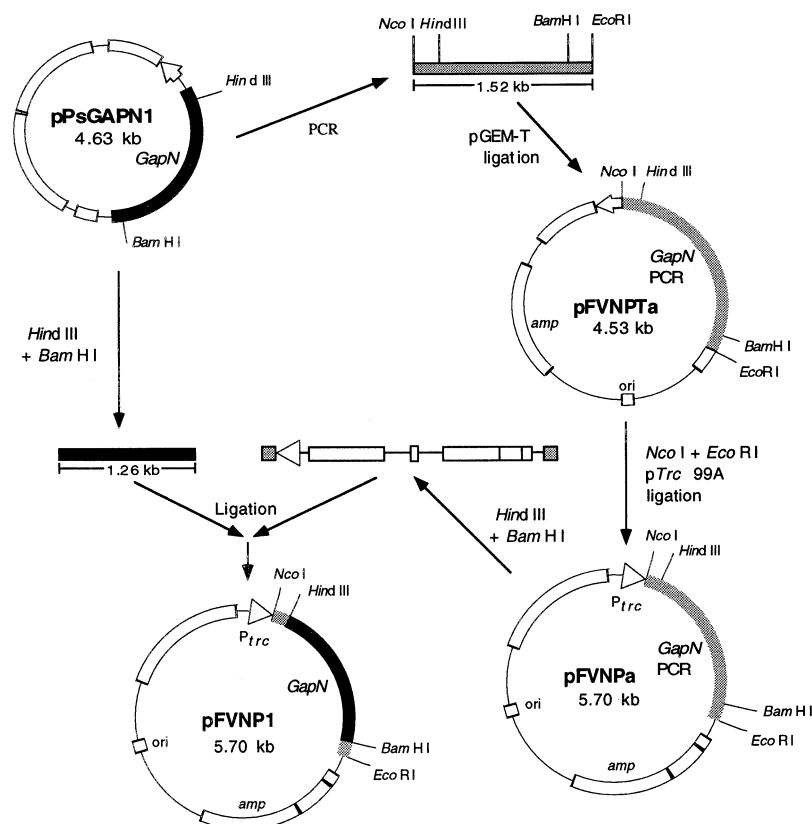 Nco I Hind III BamH I EcoR I
1.52 kb
Hin d III
pPsGAPN1
4.63 kb
GapN
Bam H I
PCR
pGEM-T
ligation
Nco I Hin d III
GapN
PCR
pFVNPTa
4.53 kb
amp
BamH I
EcoR I
ori
Hind III
+ Bam H I
1.26 kb
Nco I + Eco R I
pTrc 99A
ligation
Ligation
Hind III
+ Bam H I
Nco I
Hind III
Ptrc
GapN
pFVNP1
5.70 kb
ori
Bam H I
Eco R I
amp
Nco I
Hind III
Ptrc
GapN
PCR
pFVNPa
5.70 kb
ori
Bam H I
Eco R I
amp